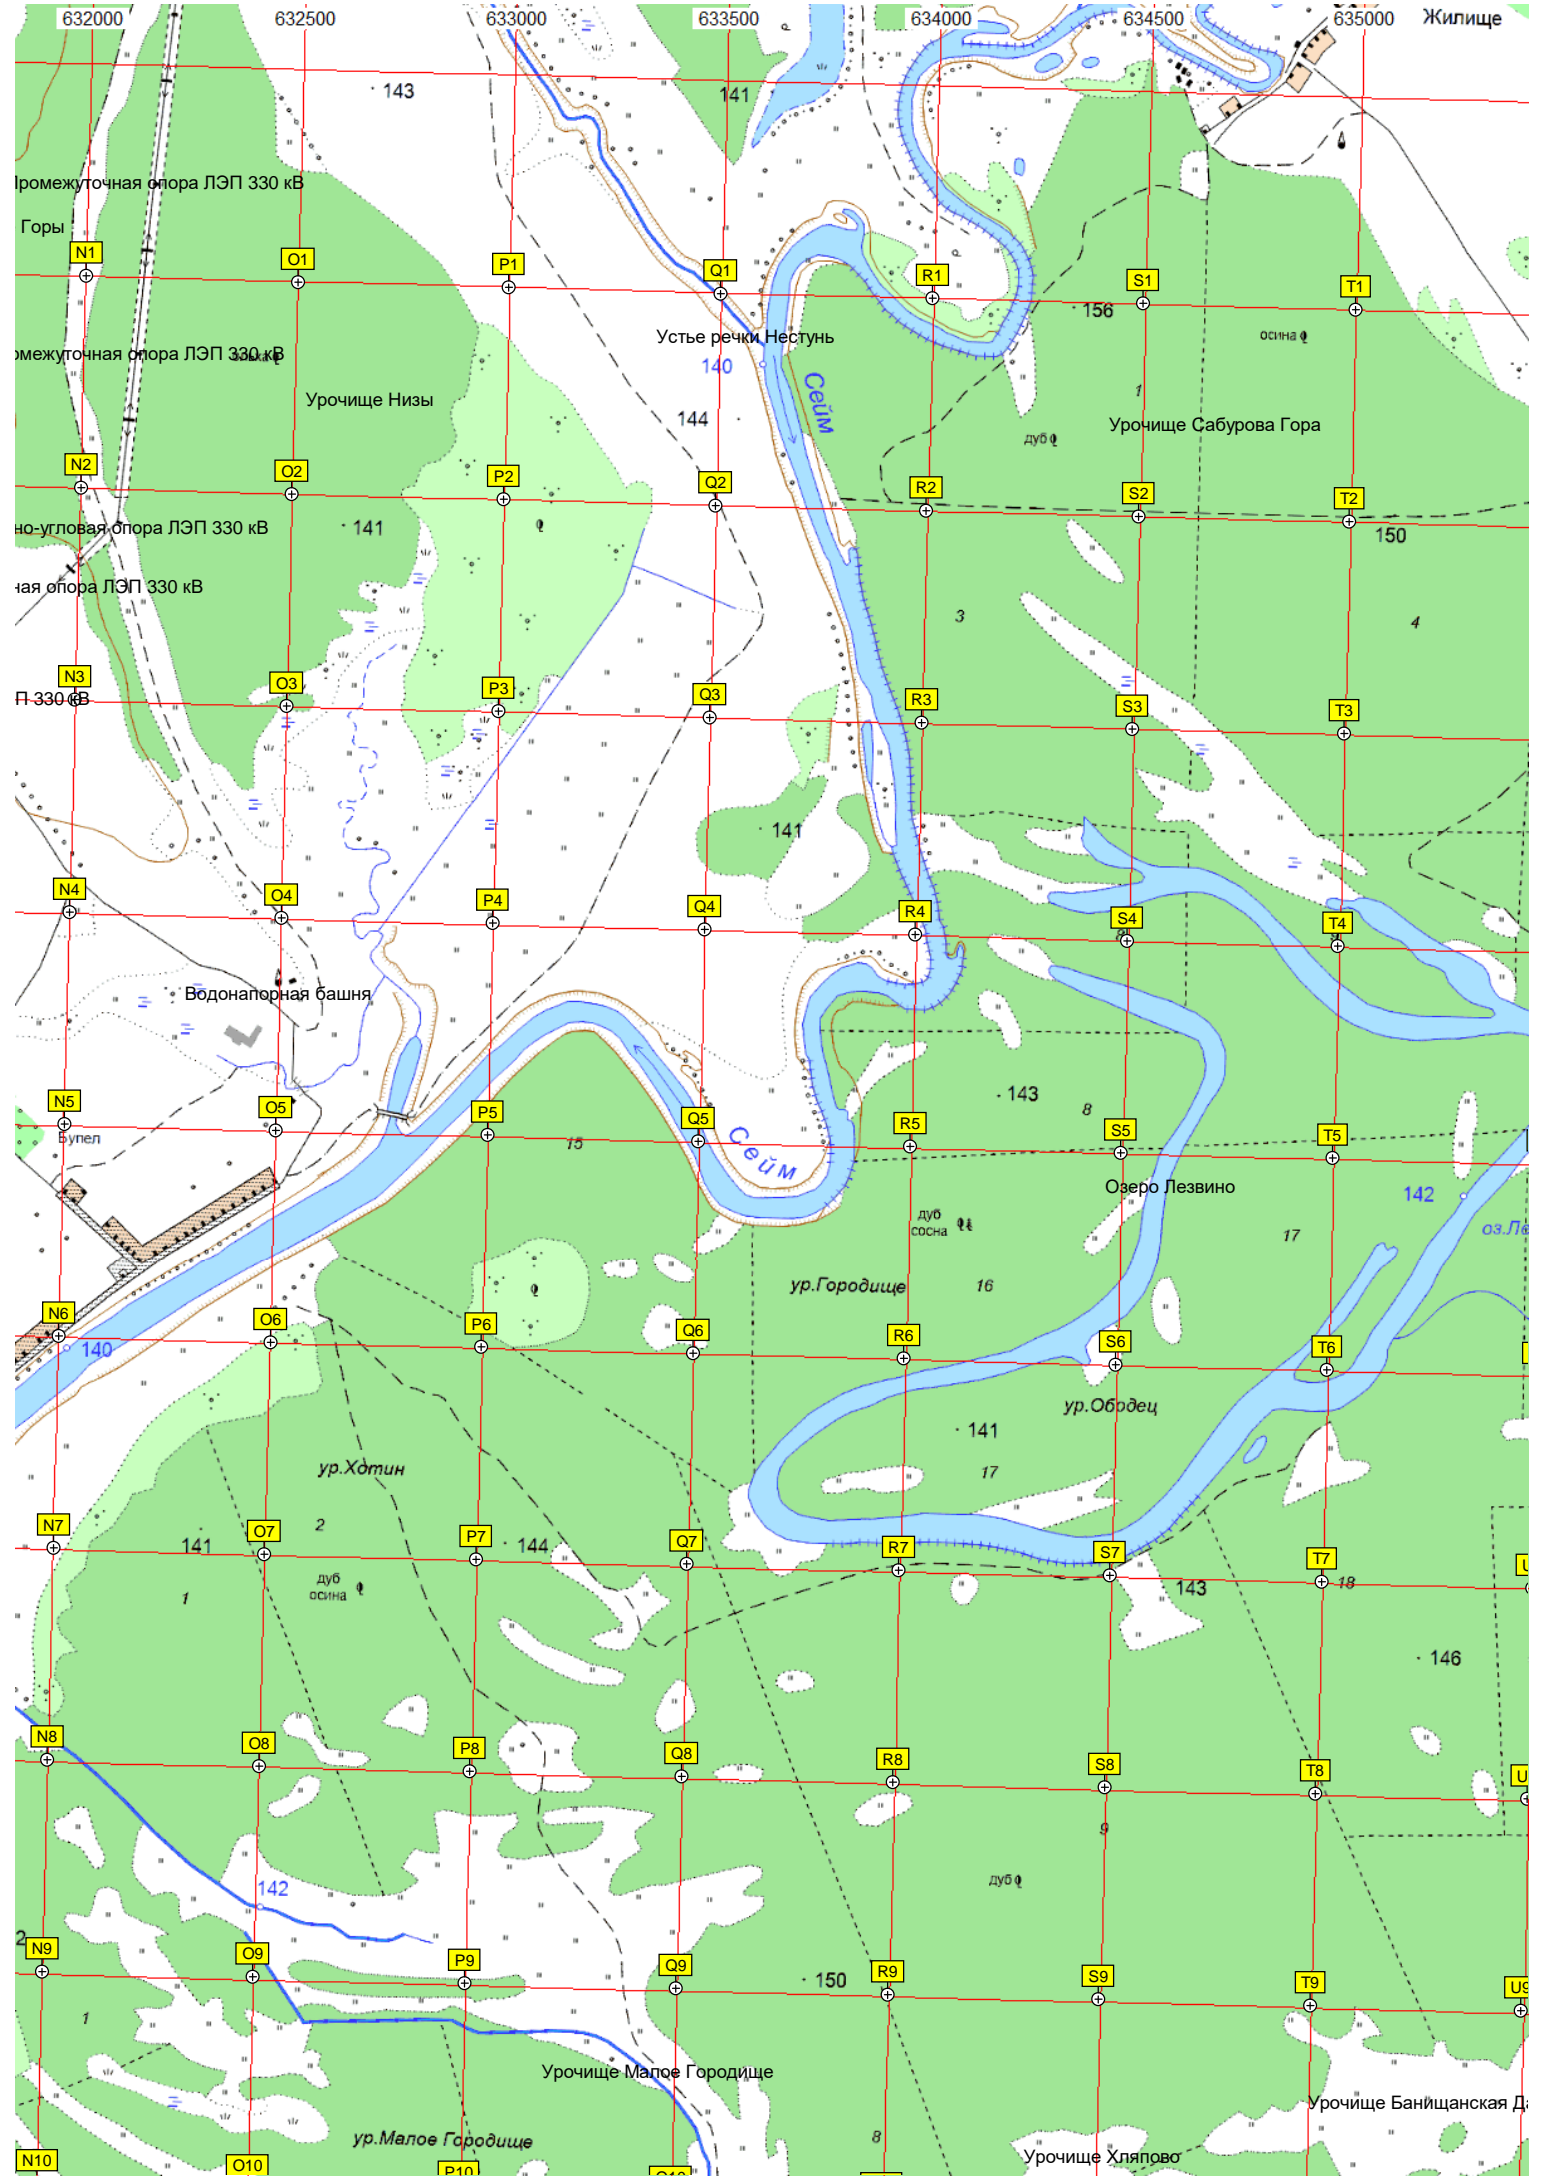 632000 632500 633000 633500 634000 634500 635000 Жилище
143 141
Промежуточная опора ЛЭП 330 кВ
Горы
N1 O1 P1 Q1 R1 S1 T1
156
осина
Устье речки Нестунь
омежуточная опора ЛЭП 330 кВ
140
Сейм
1
Урочище Низы
144
Урочище Сабурова Гора
дуб
N2 O2 P2 Q2 R2 S2 T2
но-угловая опора ЛЭП 330 кВ
141
150
ная опора ЛЭП 330 кВ
3
4
N3 O3 P3 Q3 R3 S3 T3
П 330 кВ
141
N4 O4 P4 Q4 R4 S4 T4
Водонапорная башня
143
8
N5 O5 P5 Q5 R5 S5 T5
Бупел
15
Сейм
Озеро Лезвино
142
дуб
сосна
17
оз.Ле
ур.Городище
16
N6 O6 P6 Q6 R6 S6 T6
140
ур.Ободец
141
ур.Хотин
17
2
N7 O7 P7 Q7 R7 S7 T7
141
144
дуб
осина
1
143
18
146
N8 O8 P8 Q8 R8 S8 T8 U
9
142
дуб
2
N9 O9 P9 Q9 R9 S9 T9 U9
150
1
Урочище Малое Городище
Урочище Банищанская Да
ур.Малое Городище
8
Урочище Хляпово
N10 O10 P10 Q10